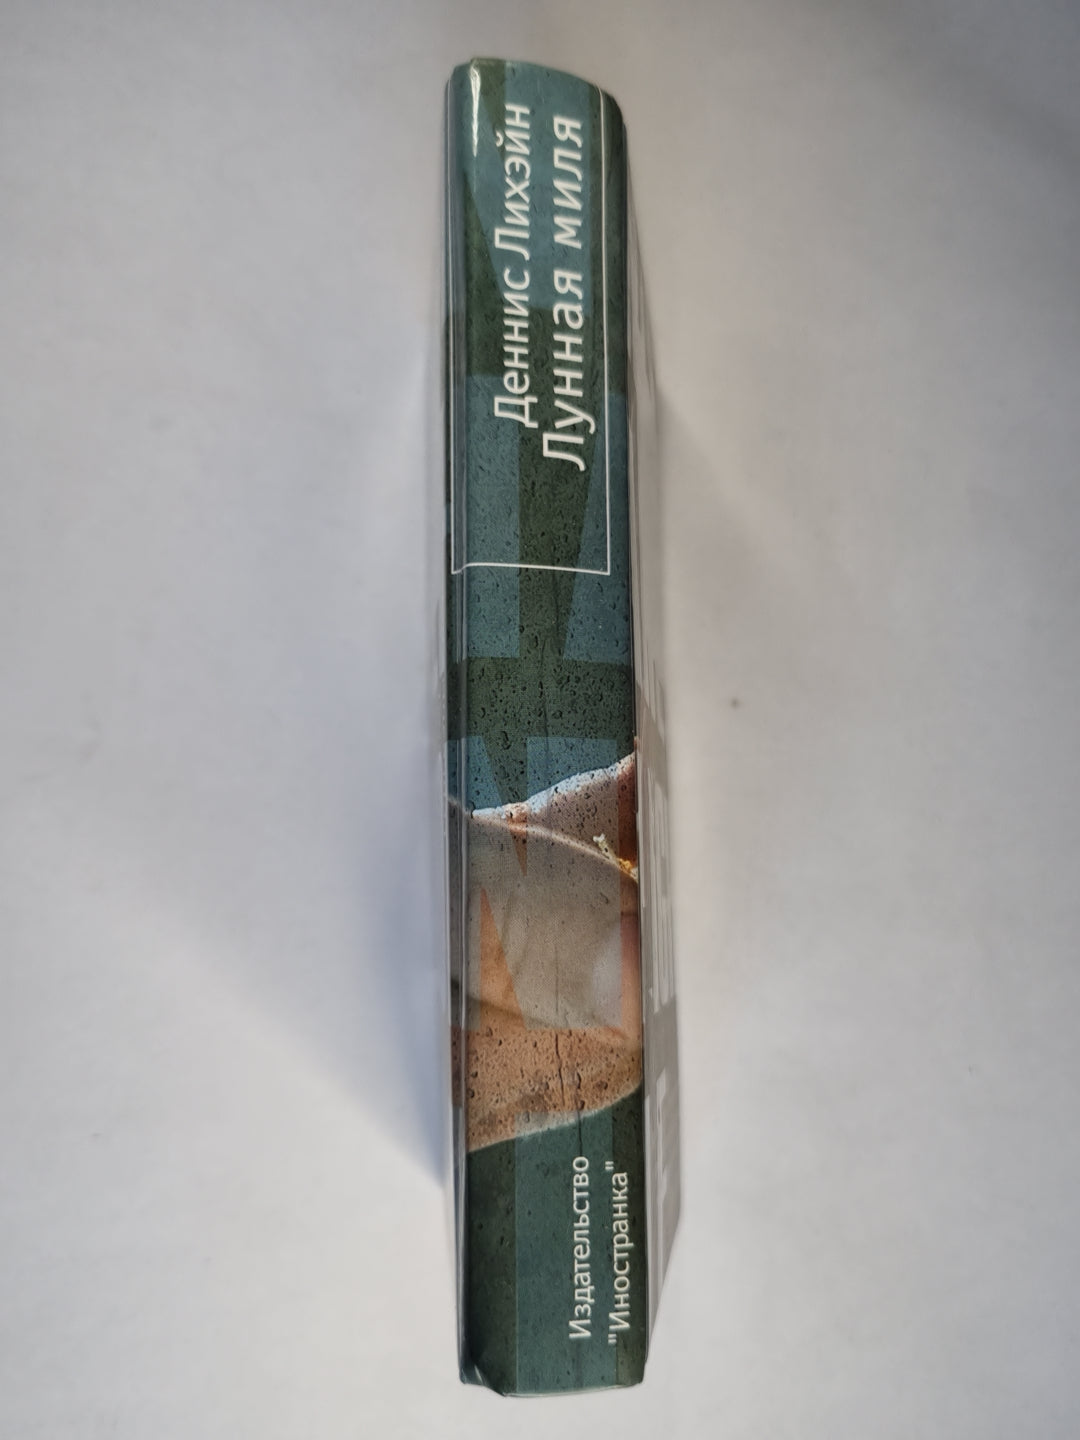 Деннис Лихэйн
Лунная миля
Издательство
"Иностранка"